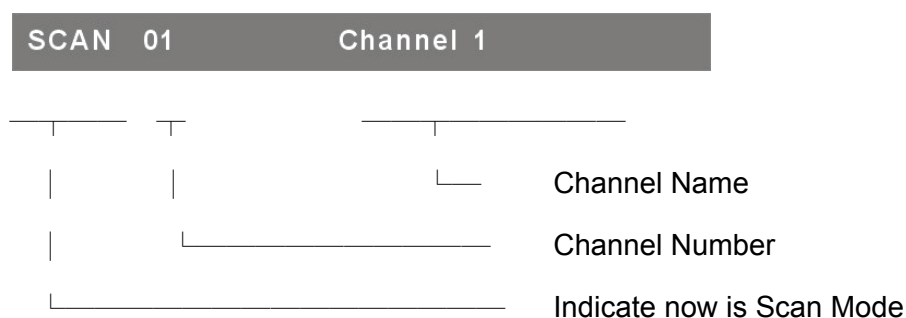 SCAN 01 Channel 1
Channel Name
Channel Number
Indicate now is Scan Mode